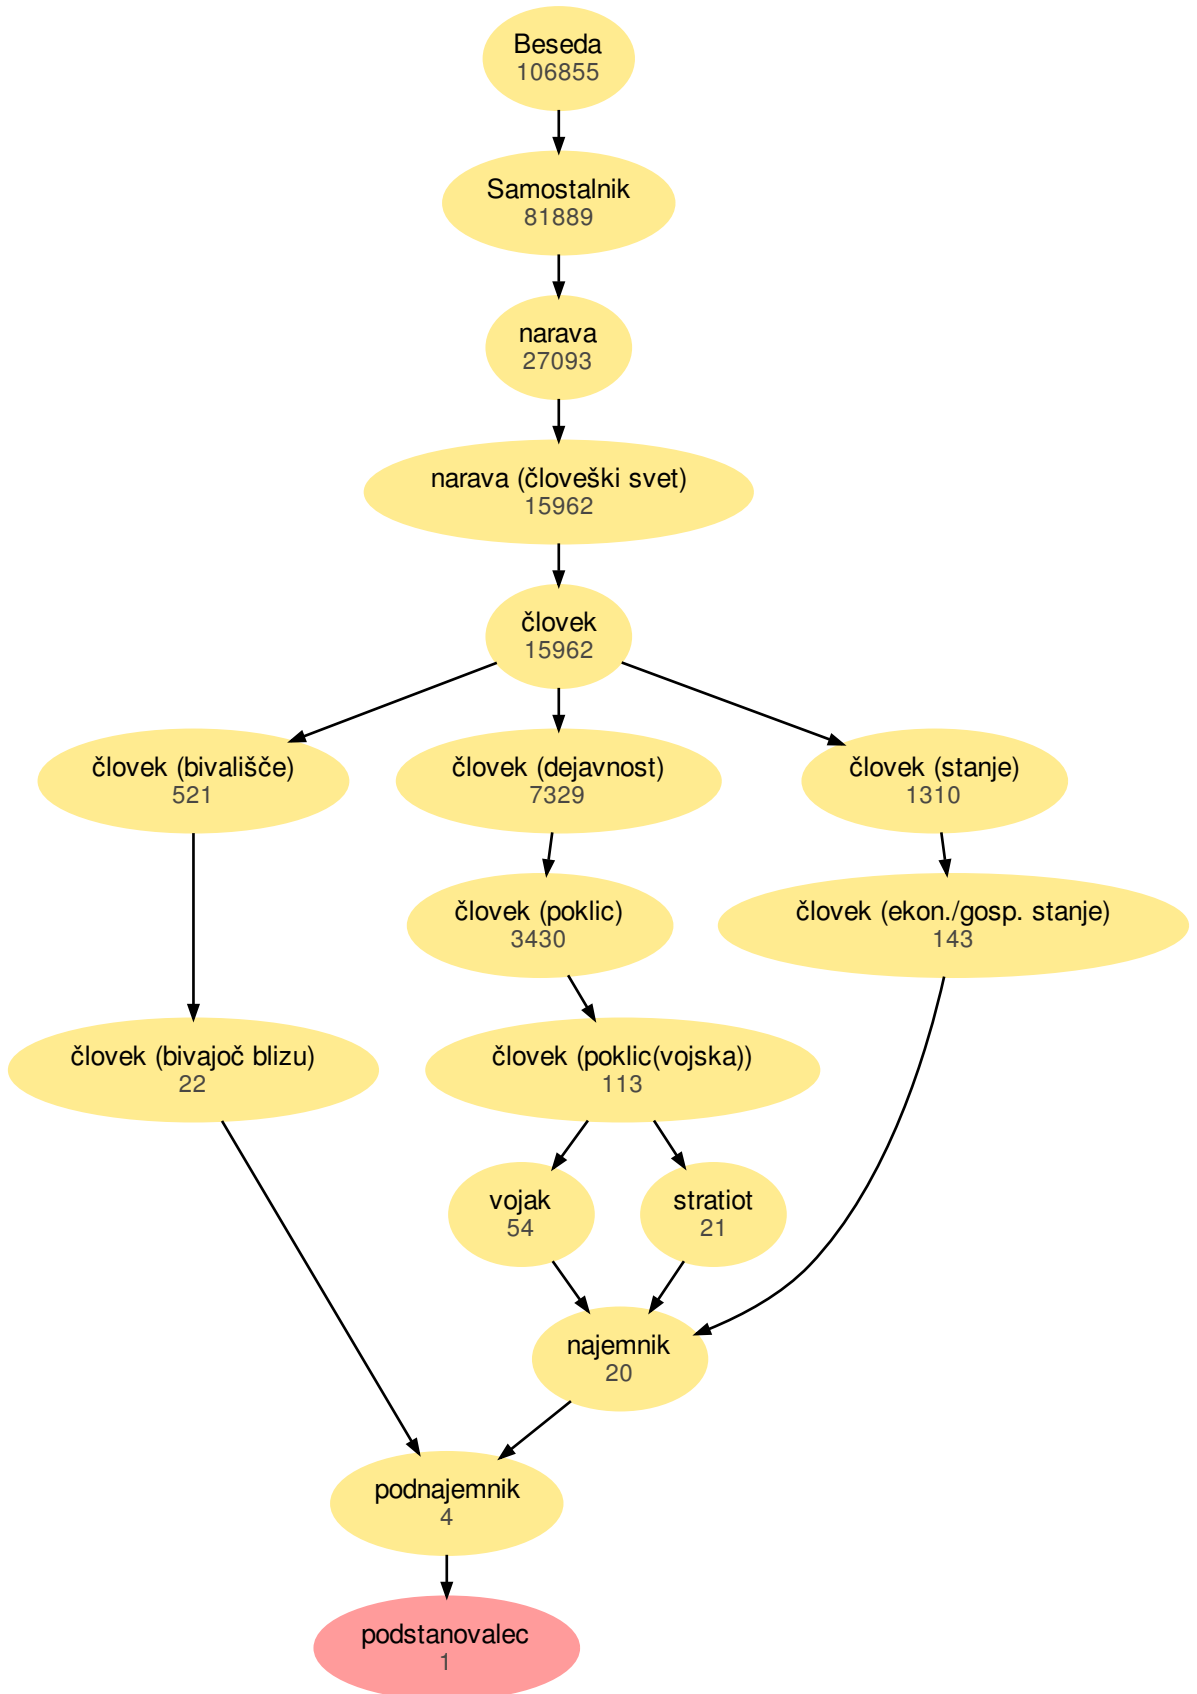 Beseda
106855
Samostalnik
81889
narava
27093
narava (človeški svet)
15962
človek
15962
človek (bivališče)
521
človek (dejavnost)
7329
človek (stanje)
1310
človek (poklic)
3430
človek (ekon./gosp. stanje)
143
človek (bivajoč blizu)
22
človek (poklic(vojska))
113
vojak
54
stratiot
21
najemnik
20
podnajemnik
4
podstanovalec
1